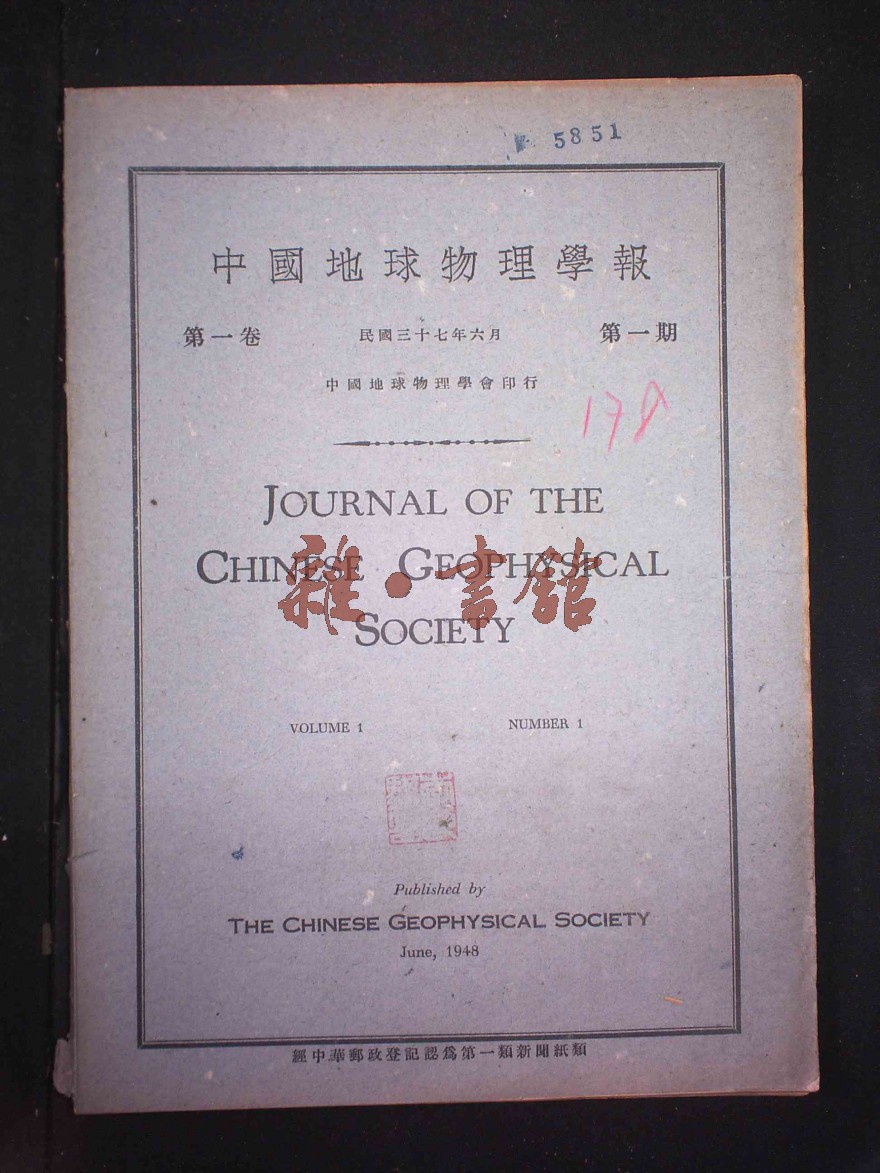 5851
中國地球物理學報
第一卷 民國三十七年六月 第一期
中國地球物理學會印行
178
JOURNAL OF THE
CHINESE GEOPHYSICAL
雜·書館
SOCIETY
VOLUME 1 NUMBER 1
Published by
THE CHINESE GEOPHYSICAL SOCIETY
June, 1948
經中華郵政登記認爲第一類新聞紙類